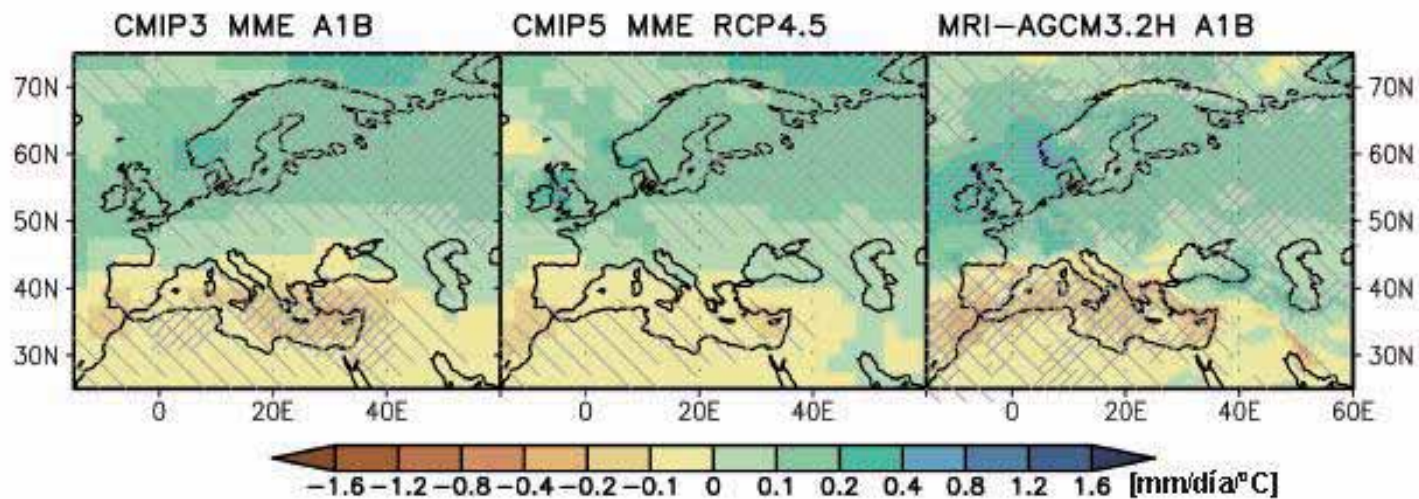 CMIP3 MME A1B
CMIP5 MME RCP4.5
MRI-AGCM3.2H A1B
70N
60N
50N
40N
30N
70N
60N
50N
40N
30N
0 20E 40E
0 20E 40E
0 20E 40E 60E
-1.6 -1.2 -0.8 -0.4 -0.2 -0.1 0 0.1 0.2 0.4 0.8 1.2 1.6 [mm/día/ºC]